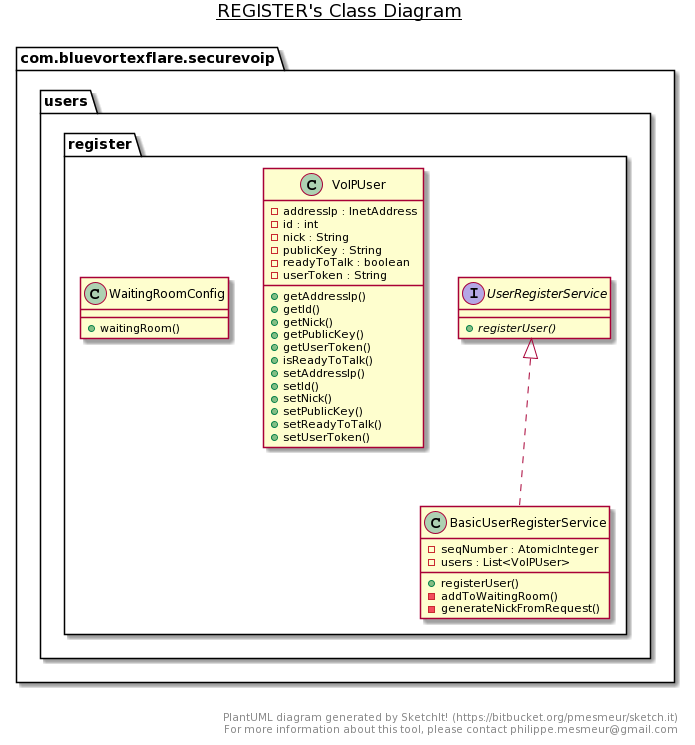 REGISTER's Class Diagram
com.bluevortexflare.securevoip
users
register
C VoIPUser
addressIp : InetAddress
id : int
nick : String
publicKey : String
readyToTalk : boolean
userToken : String
getAddressIp()
getId()
getNick()
getPublicKey()
getUserToken()
isReadyToTalk()
setAddressIp()
setId()
setNick()
setPublicKey()
setReadyToTalk()
setUserToken()
C WaitingRoomConfig
waitingRoom()
I UserRegisterService
registerUser()
C BasicUserRegisterService
seqNumber : AtomicInteger
users : List<VoIPUser>
registerUser()
addToWaitingRoom()
generateNickFromRequest()
PlantUML diagram generated by SketchIt! (https://bitbucket.org/pmesmeur/sketch.it)
For more information about this tool, please contact philippe.mesmeur@gmail.com